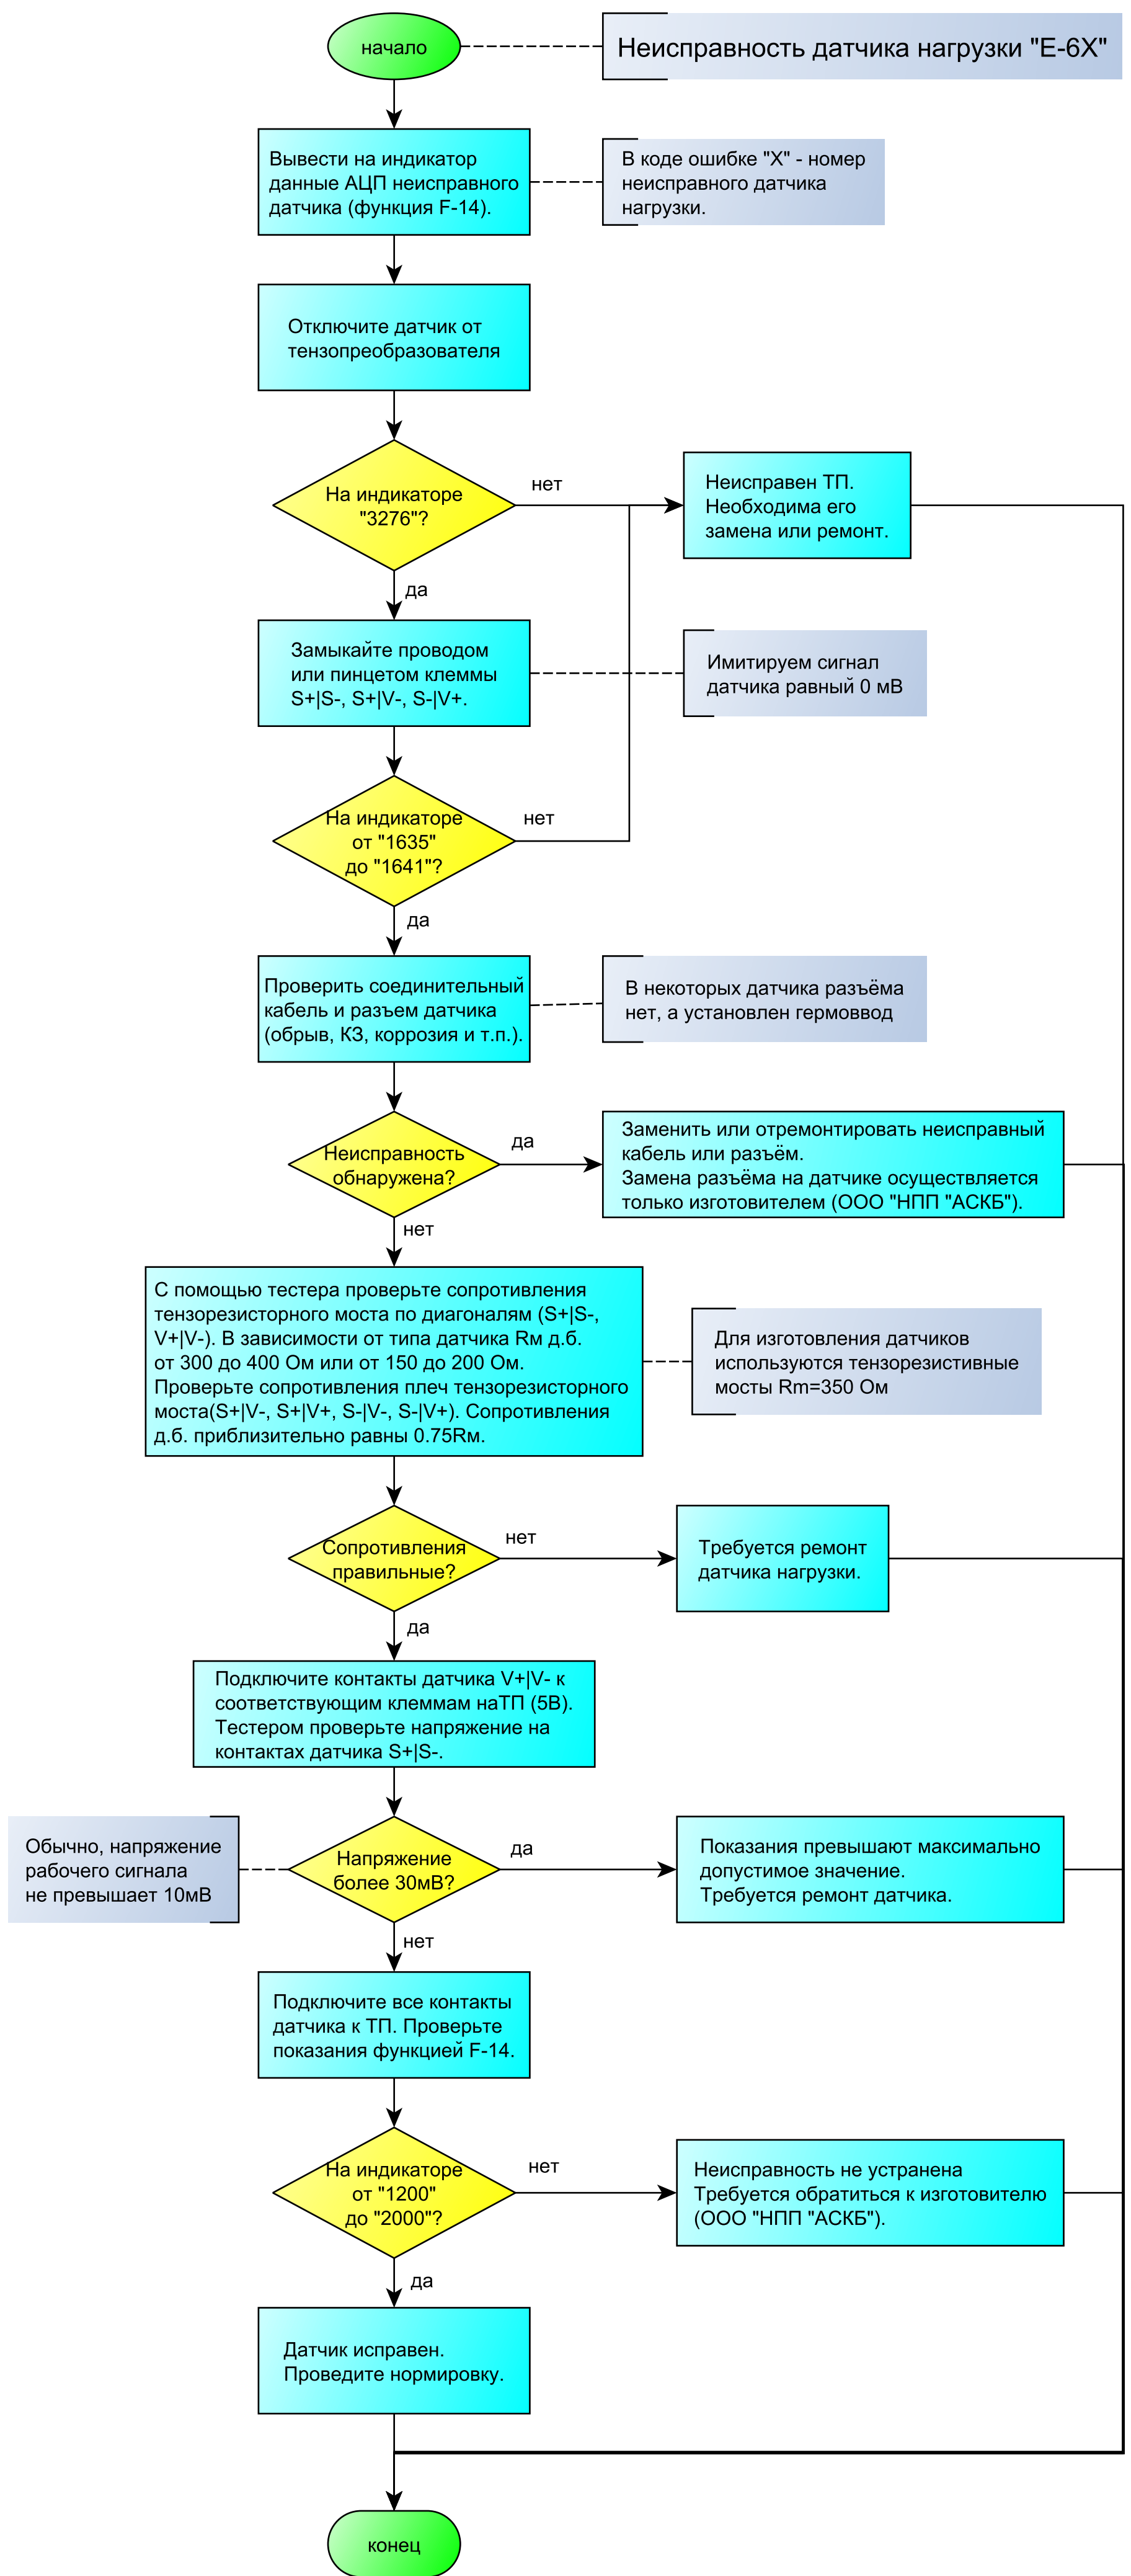 начало
Неисправность датчика нагрузки "Е-6Х"
Вывести на индикатор
данные АЦП неисправного
датчика (функция F-14).
В коде ошибке "Х" - номер
неисправного датчика
нагрузки.
Отключите датчик от
тензопреобразователя
На индикаторе
"3276"?
нет
Неисправен ТП.
Необходима его
замена или ремонт.
да
Замыкайте проводом
или пинцетом клеммы
S+|S-, S+|V-, S-|V+.
Имитируем сигнал
датчика равный 0 мВ
На индикаторе
от "1635"
до "1641"?
нет
да
Проверить соединительный
кабель и разъем датчика
(обрыв, КЗ, коррозия и т.п.).
В некоторых датчика разъёма
нет, а установлен гермоввод
Неисправность
обнаружена?
да
Заменить или отремонтировать неисправный
кабель или разъём.
Замена разъёма на датчике осуществляется
только изготовителем (ООО "НПП "АСКБ").
нет
С помощью тестера проверьте сопротивления
тензорезисторного моста по диагоналям (S+|S-,
V+|V-). В зависимости от типа датчика Rм д.б.
от 300 до 400 Ом или от 150 до 200 Ом.
Проверьте сопротивления плеч тензорезисторного
моста(S+|V-, S+|V+, S-|V-, S-|V+). Сопротивления
д.б. приблизительно равны 0.75Rм.
Для изготовления датчиков
используются тензорезистивные
мосты Rm=350 Ом
Сопротивления
правильные?
нет
Требуется ремонт
датчика нагрузки.
да
Подключите контакты датчика V+|V- к
соответствующим клеммам наТП (5В).
Тестером проверьте напряжение на
контактах датчика S+|S-.
Обычно, напряжение
рабочего сигнала
не превышает 10мВ
Напряжение
более 30мВ?
да
Показания превышают максимально
допустимое значение.
Требуется ремонт датчика.
нет
Подключите все контакты
датчика к ТП. Проверьте
показания функцией F-14.
На индикаторе
от "1200"
до "2000"?
нет
Неисправность не устранена
Требуется обратиться к изготовителю
(ООО "НПП "АСКБ").
да
Датчик исправен.
Проведите нормировку.
конец